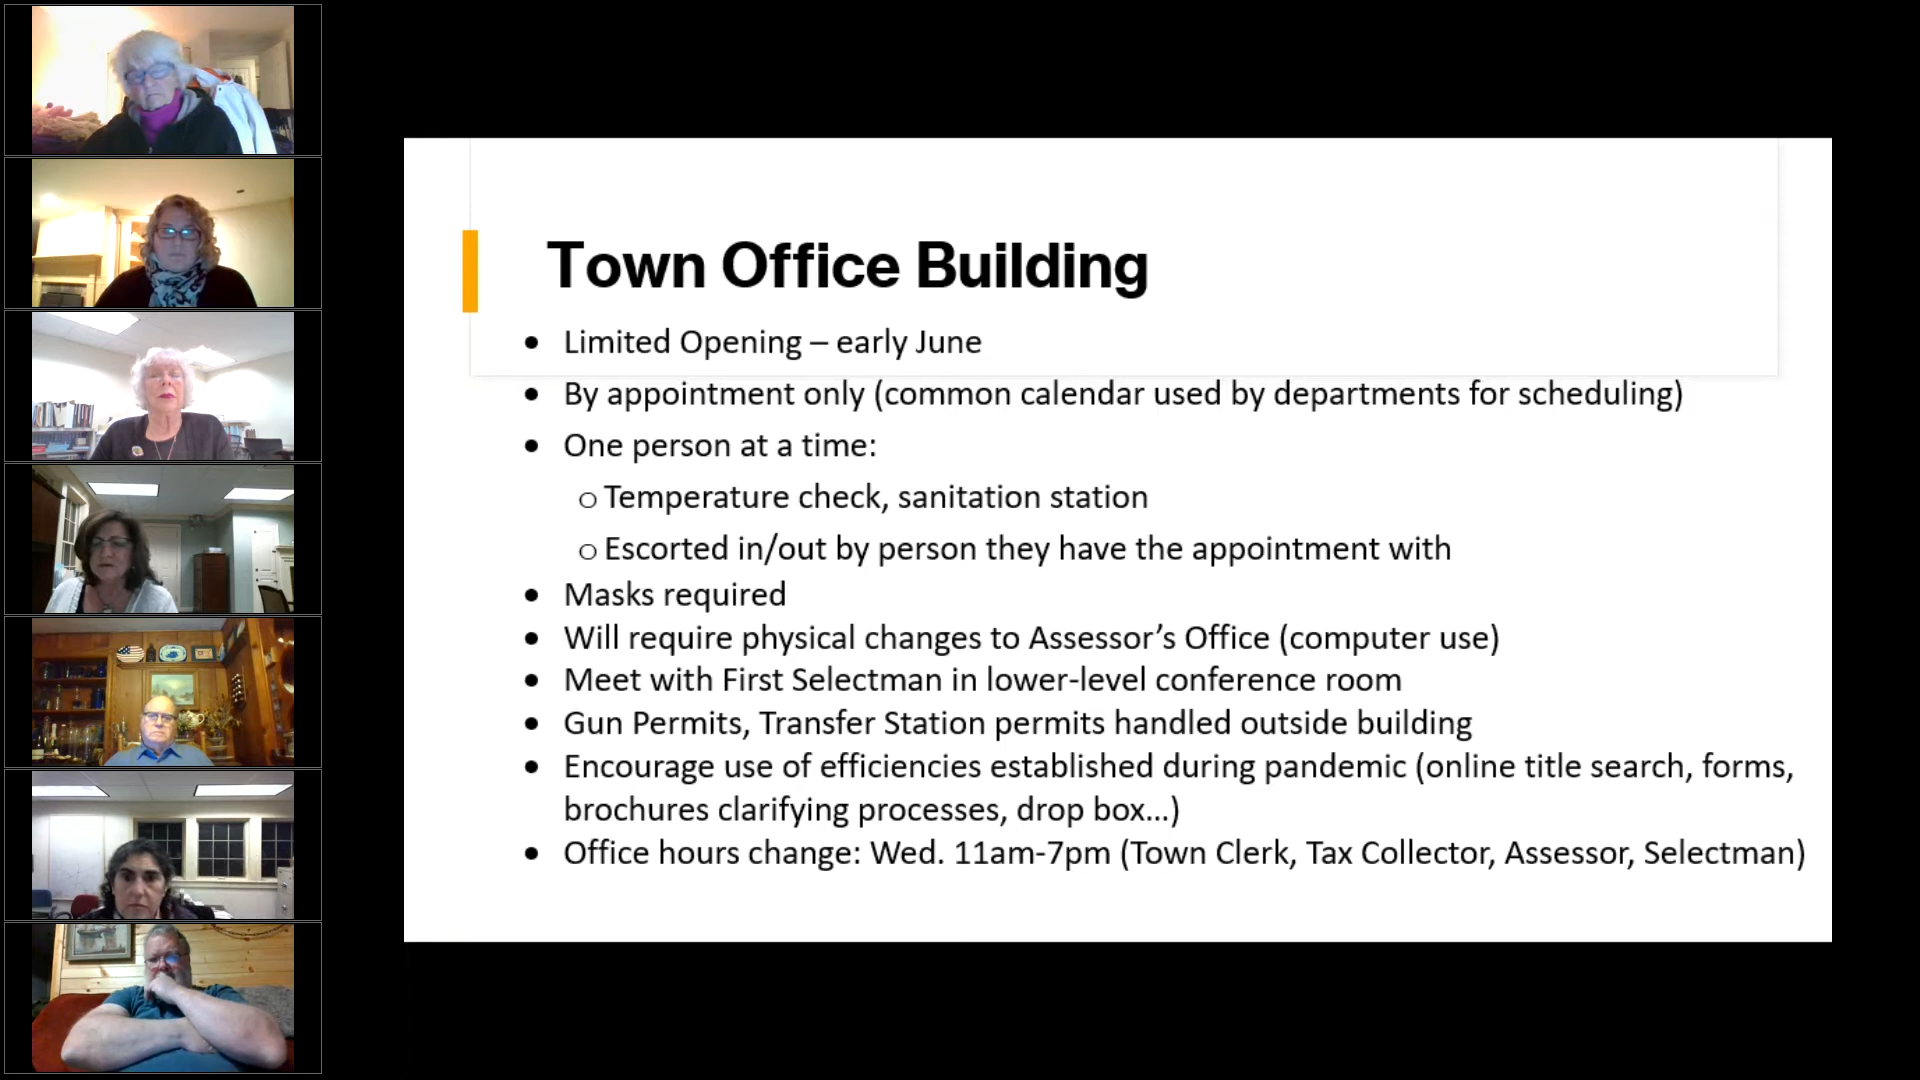 Town Office Building
• Limited Opening – early June
• By appointment only (common calendar used by departments for scheduling)
• One person at a time:
o Temperature check, sanitation station
o Escorted in/out by person they have the appointment with
• Masks required
• Will require physical changes to Assessor’s Office (computer use)
• Meet with First Selectman in lower-level conference room
• Gun Permits, Transfer Station permits handled outside building
• Encourage use of efficiencies established during pandemic (online title search, forms,
brochures clarifying processes, drop box...)
• Office hours change: Wed. 11am-7pm (Town Clerk, Tax Collector, Assessor, Selectman)